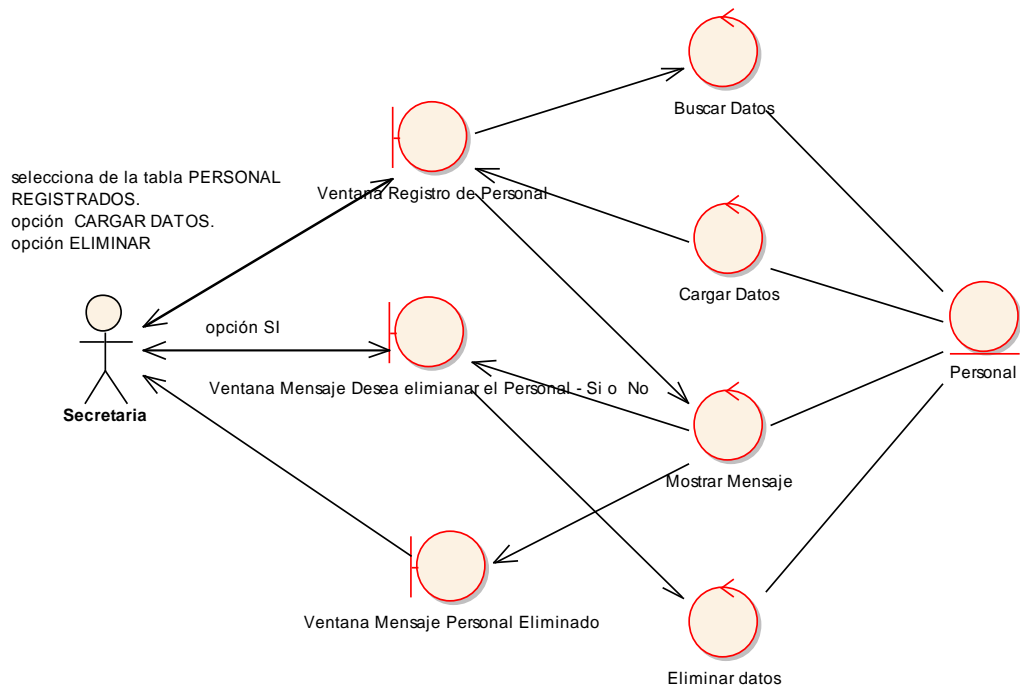 Buscar Datos
selecciona de la tabla PERSONAL
REGISTRADOS.
opción CARGAR DATOS.
opción ELIMINAR
Ventana Registro de Personal
Cargar Datos
opción SI
Ventana Mensaje Desea elimianar el Personal - Si o No
Personal
Secretaria
Mostrar Mensaje
Ventana Mensaje Personal Eliminado
Eliminar datos